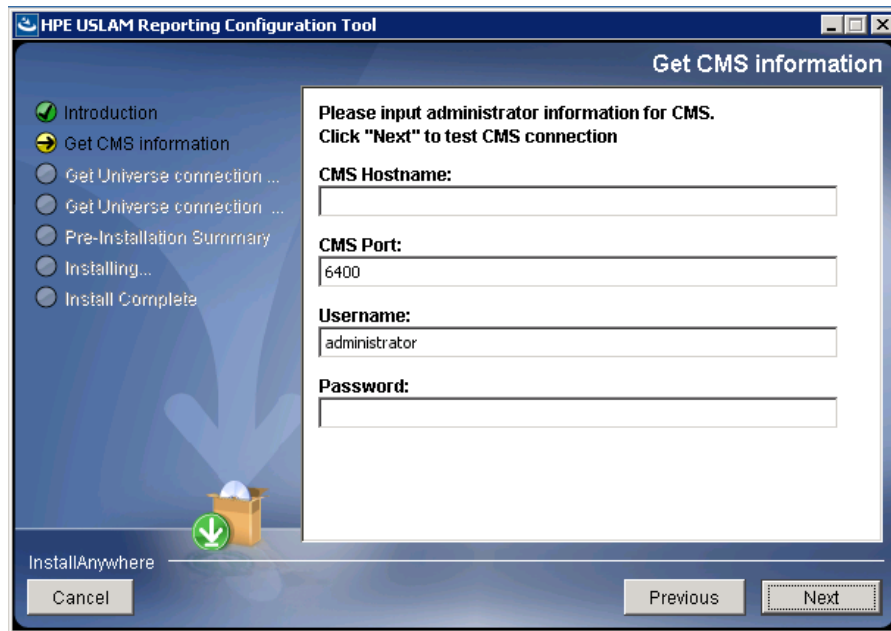 HPE USLAM Reporting Configuration Tool
Get CMS information
Introduction
Get CMS information
Get Universe connection ...
Get Universe connection ...
Pre-Installation Summary
Installing...
Install Complete
Please input administrator information for CMS.
Click "Next" to test CMS connection
CMS Hostname:
CMS Port:
6400
Username:
administrator
Password:
InstallAnywhere
Cancel
Previous
Next